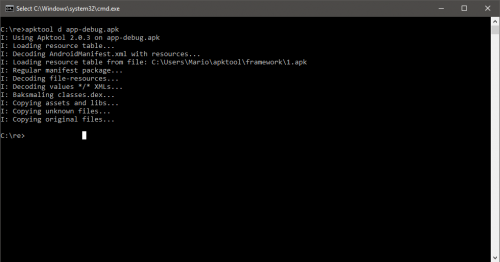 Select C:\Windows\system32\cmd.exe
C:\re>apktool d app-debug.apk
I: Using Apktool 2.0.3 on app-debug.apk
I: Loading resource table...
I: Decoding AndroidManifest.xml with resources...
I: Loading resource table from file: C:\Users\Mario\apktool\framework\1.apk
I: Regular manifest package...
I: Decoding file-resources...
I: Decoding values */* XMLs...
I: Baksmaling classes.dex...
I: Copying assets and libs...
I: Copying unknown files...
I: Copying original files...
C:\re>